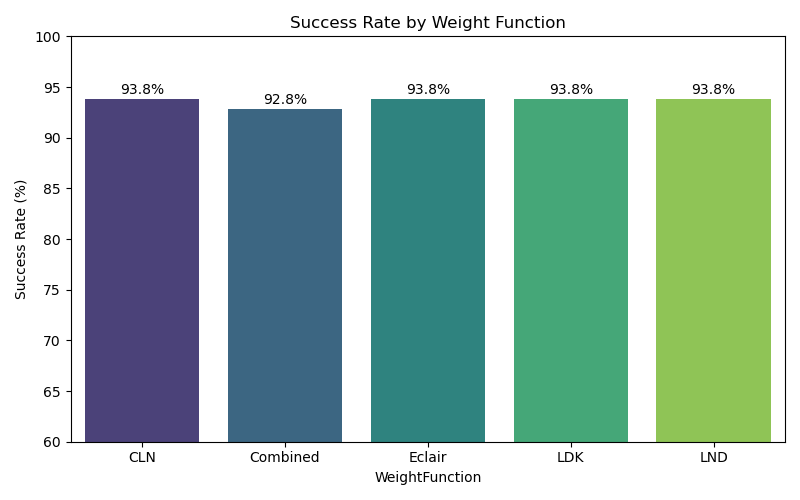 Success Rate by Weight Function
Success Rate (%)
100
95
90
85
80
75
70
65
60
93.8%
92.8%
93.8%
93.8%
93.8%
CLN
Combined
Eclair
LDK
LND
WeightFunction